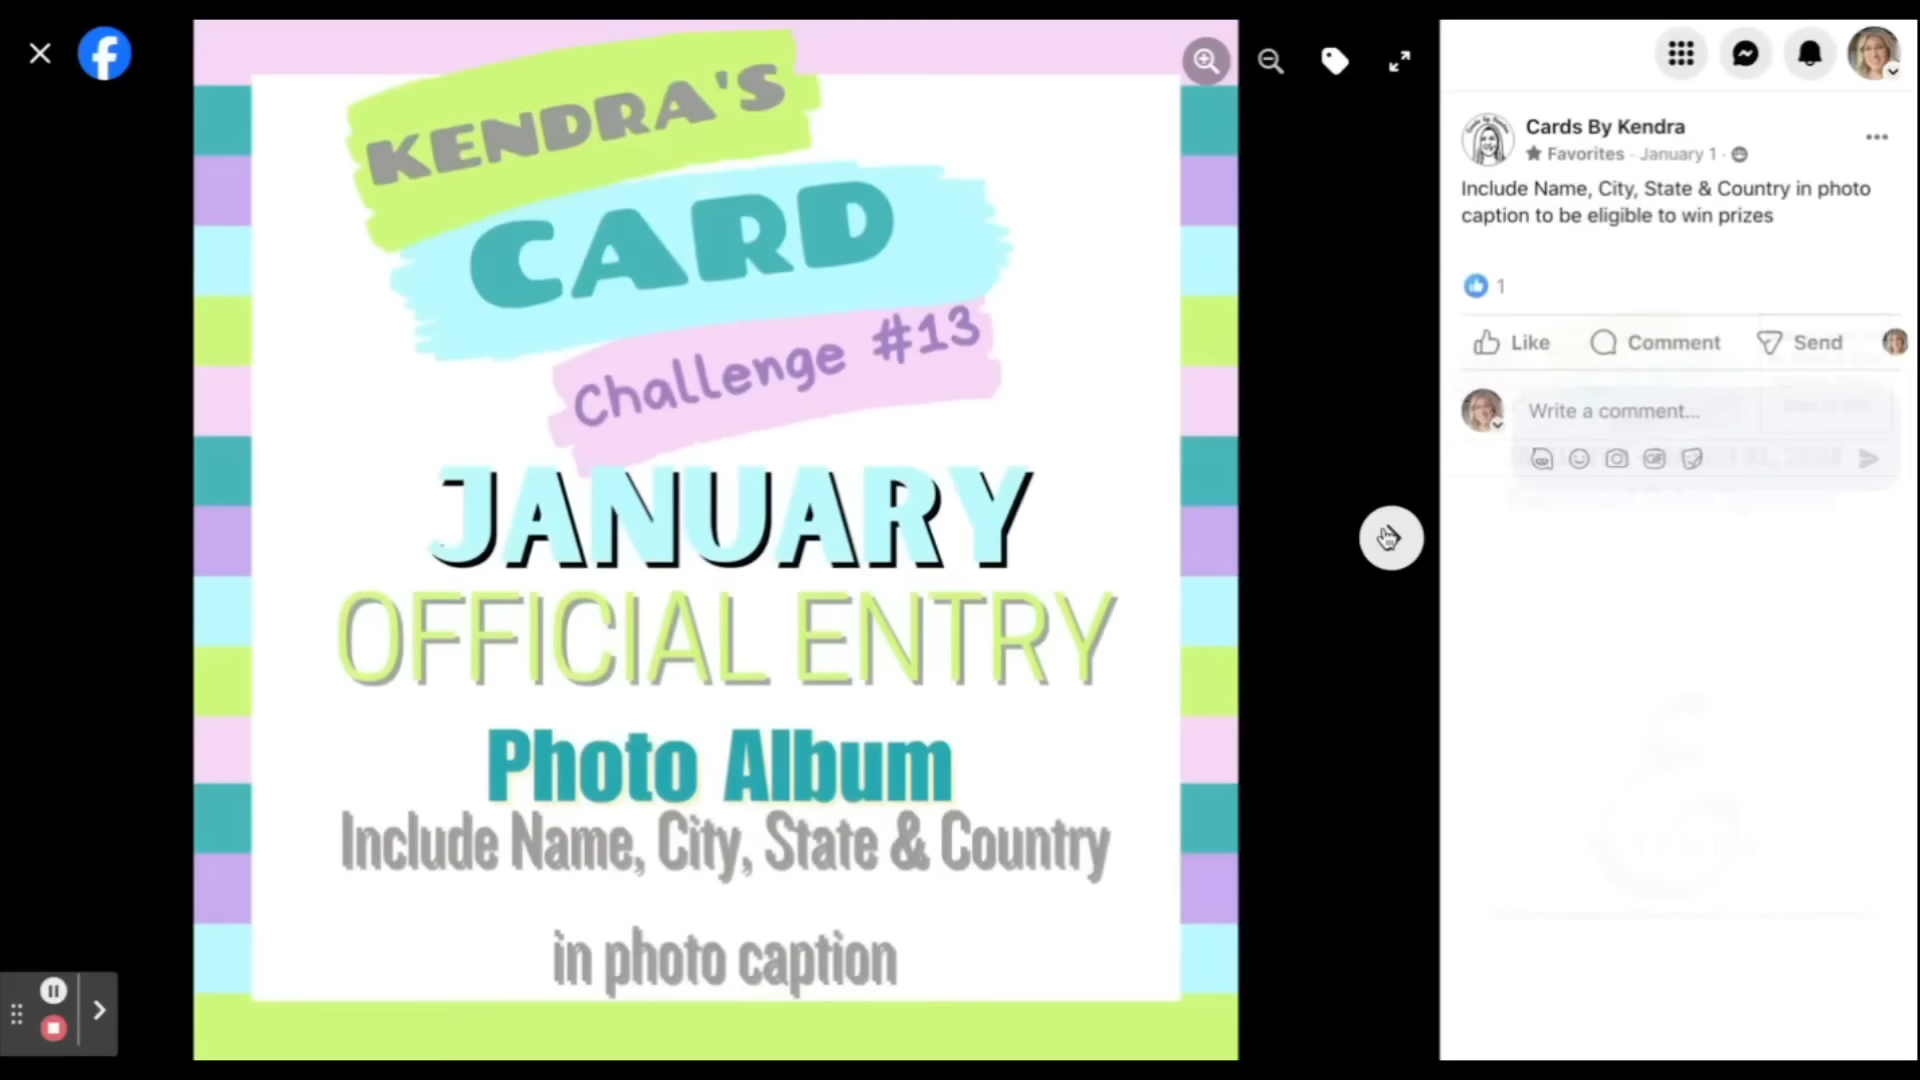 KENDRA'S
CARD
Challenge #13
JANUARY
OFFICIAL ENTRY
Photo Album
Include Name, City, State & Country
in photo caption
Cards By Kendra
Favorites · January 1 ·
Include Name, City, State & Country in photo
caption to be eligible to win prizes
1
Like Comment Send
Write a comment...
GIF